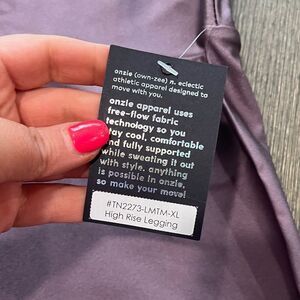 onzie (own-zee) n. eclectic
athletic apparel designed to
move with you.
onzie apparel uses
free-flow fabric
technology so you
stay cool, comfortable
and fully supported
while sweating it out
with style. anything
is possible in onzie,
so make your move!
#TN2273-LMTM-XL
High Rise Legging